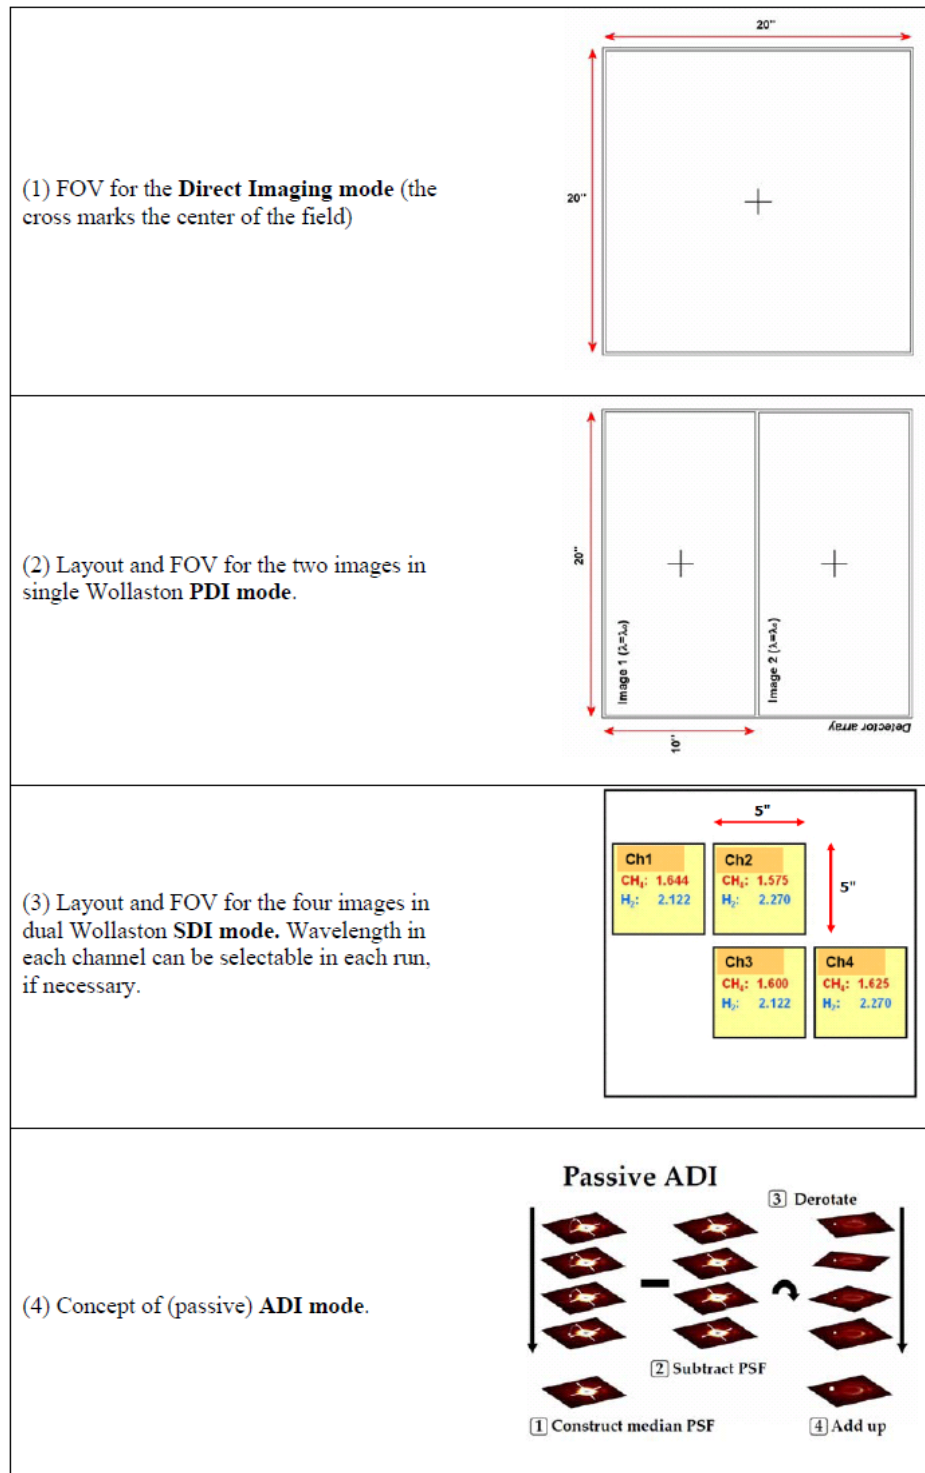 20"
(1) FOV for the Direct Imaging mode (the
cross marks the center of the field)
20"
(2) Layout and FOV for the two images in
single Wollaston PDI mode.
20"
Image 1 (λ=λ₀)
Image 2 (λ=λ₀)
Detector array
10"
(3) Layout and FOV for the four images in
dual Wollaston SDI mode. Wavelength in
each channel can be selectable in each run,
if necessary.
5"
5"
Ch1
CH₄: 1.644
H₂: 2.122
Ch2
CH₄: 1.575
H₂: 2.270
Ch3
CH₄: 1.600
H₂: 2.122
Ch4
CH₄: 1.625
H₂: 2.270
(4) Concept of (passive) ADI mode.
Passive ADI
3 Derotate
2 Subtract PSF
1 Construct median PSF
4 Add up